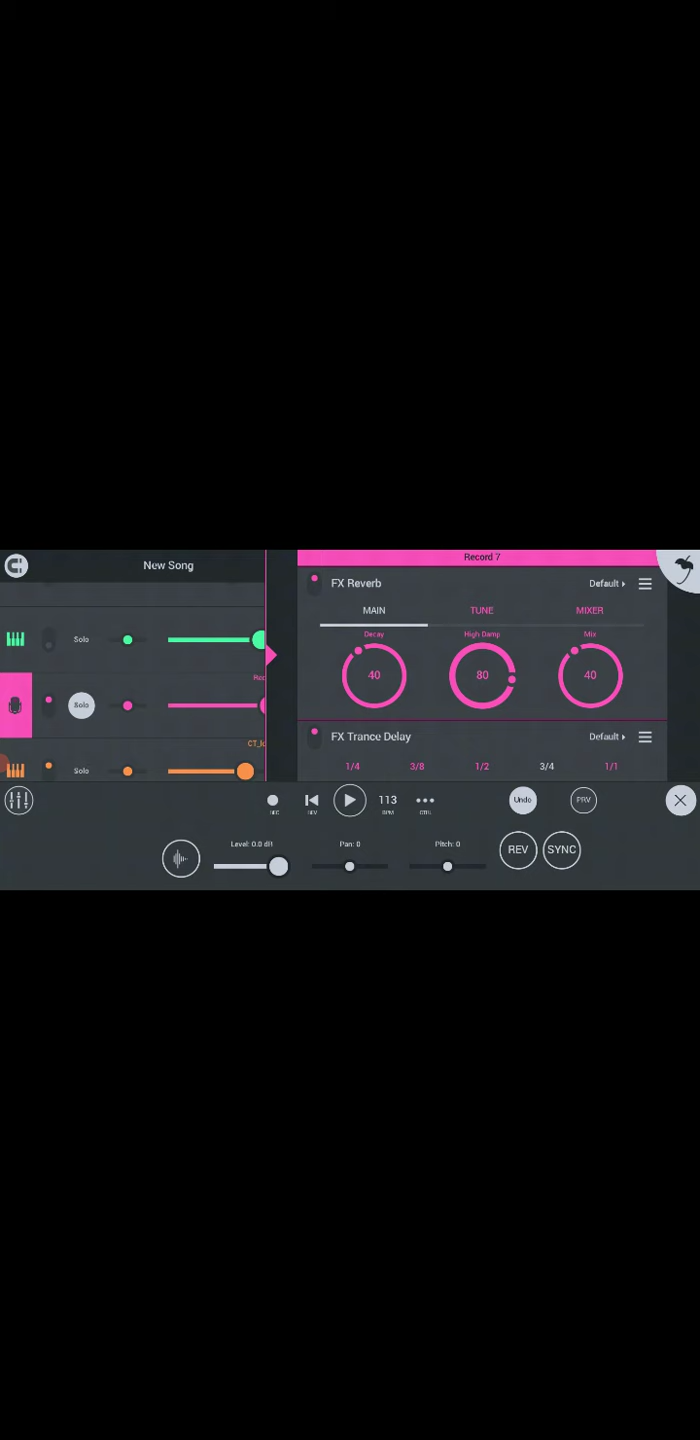 New Song
Record 7
FX Reverb
Default
MAIN
TUNE
MIXER
Decay
High Damp
Mix
40
80
40
Solo
Solo
FX Trance Delay
Default
Solo
1/4
3/8
1/2
3/4
1/1
113
BPM
Undo
PRV
Level: 0.0 dB
Pan: 0
Pitch: 0
REV
SYNC